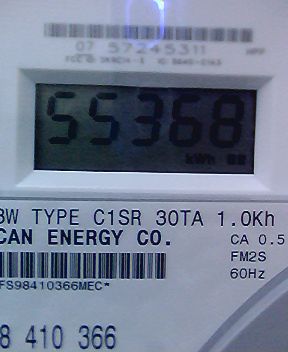 07 57245311
55368
kWh
3W TYPE C1SR 30TA 1.0Kh
CAN ENERGY CO.
CA 0.5
FM2S
60Hz
FS98410366MEC*
8 410 366